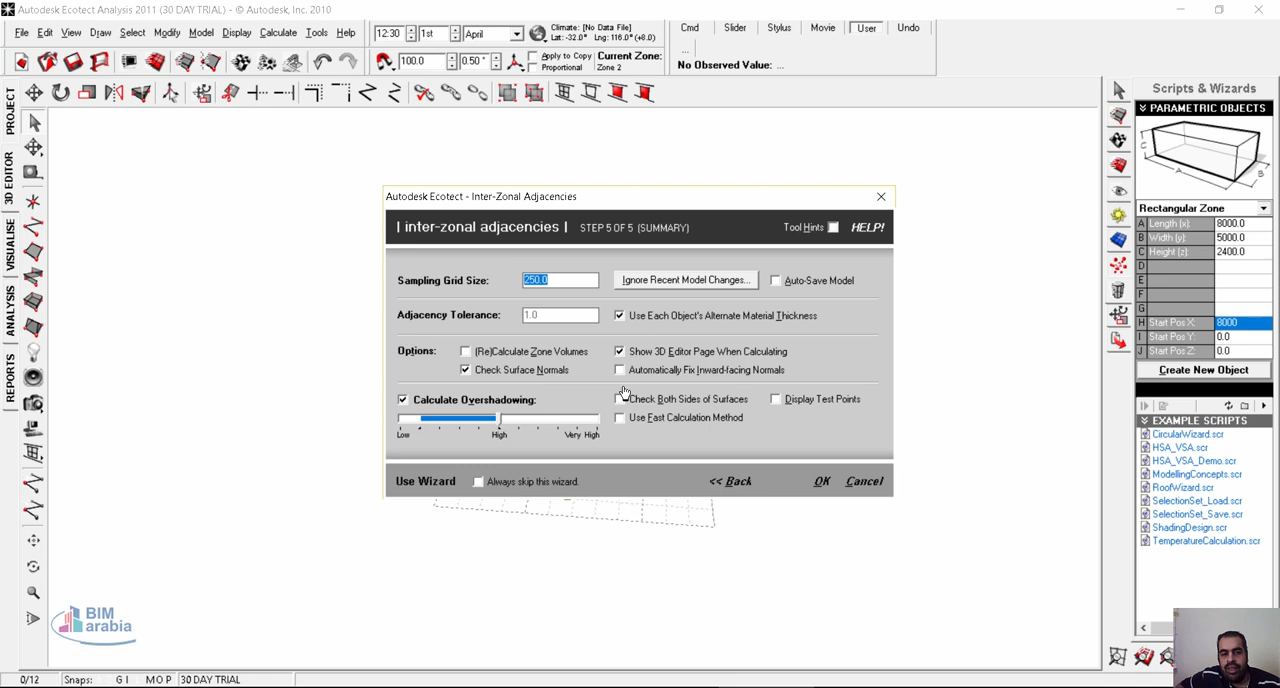 Autodesk Ecotect Analysis 2011 (30 DAY TRIAL) - © Autodesk, Inc. 2010
File Edit View Draw Select Modify Model Display Calculate Tools Help
12:30 1st April
Climate: [No Data File]
Lat: -32.0° Lng: 116.0° (+8.0)
Cmd Slider Stylus Movie User Undo
...
No Observed Value: ...
100.0 0.50°
Apply to Copy
Proportional
Current Zone:
Zone 2
PROJECT
3D EDITOR
VISUALISE
ANALYSIS
REPORTS
Autodesk Ecotect - Inter-Zonal Adjacencies
| inter-zonal adjacencies | STEP 5 OF 5 (SUMMARY) Tool Hints HELP!
Sampling Grid Size: 250.0 Ignore Recent Model Changes... Auto-Save Model
Adjacency Tolerance: 1.0 Use Each Object's Alternate Material Thickness
Options: (Re)Calculate Zone Volumes Show 3D Editor Page When Calculating
Check Surface Normals Automatically Fix Inward-facing Normals
Calculate Overshadowing: Check Both Sides of Surfaces Display Test Points
Use Fast Calculation Method
Low High Very High
Use Wizard Always skip this wizard. << Back OK Cancel
Scripts & Wizards
PARAMETRIC OBJECTS
C A B
Rectangular Zone
A Length (x): 8000.0
B Width (y): 5000.0
C Height (z): 2400.0
D
E
F
G
H Start Pos X: 8000
I Start Pos Y: 0.0
J Start Pos Z: 0.0
Create New Object
EXAMPLE SCRIPTS
CircularWizard.scr
HSA_VSA.scr
HSA_VSA_Demo.scr
ModellingConcepts.scr
RoofWizard.scr
SelectionSet_Load.scr
SelectionSet_Save.scr
ShadingDesign.scr
TemperatureCalculation.scr
BIM
arabia
0/12 Snaps: G I M O P 30 DAY TRIAL